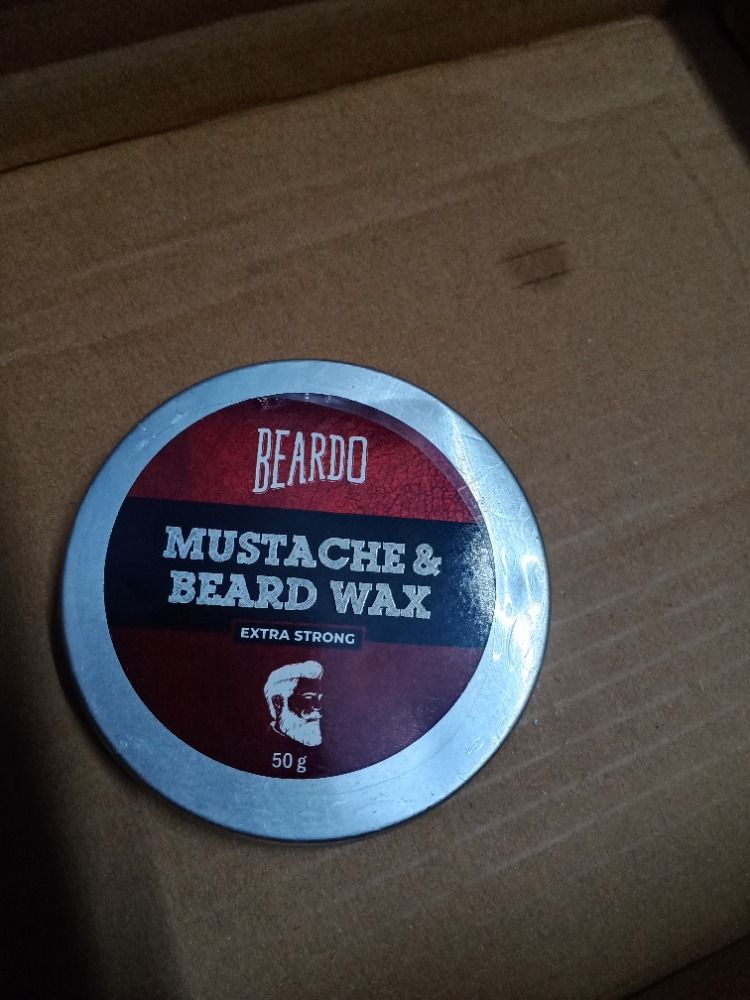 BEARDO
MUSTACHE &
BEARD WAX
EXTRA STRONG
50 g